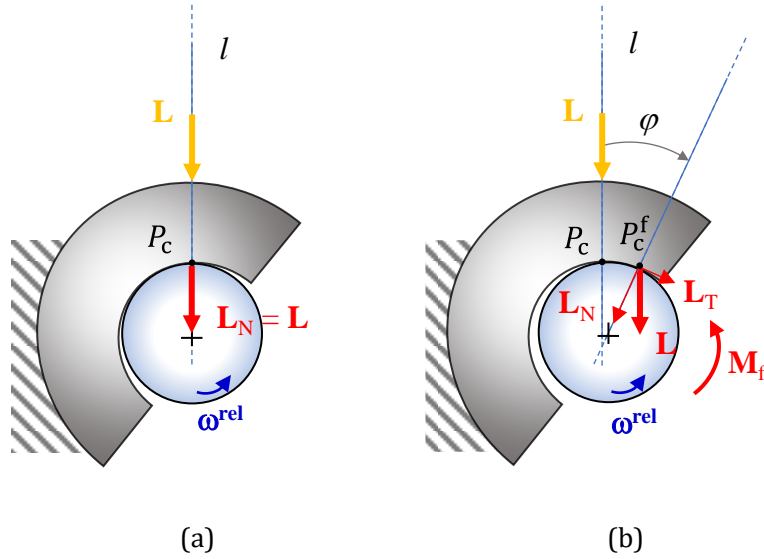 l
L
P_c
L_N = L
ω^rel
(a)
l
L
φ
P_c
P_c^f
L_N
L_T
L
M_f
ω^rel
(b)